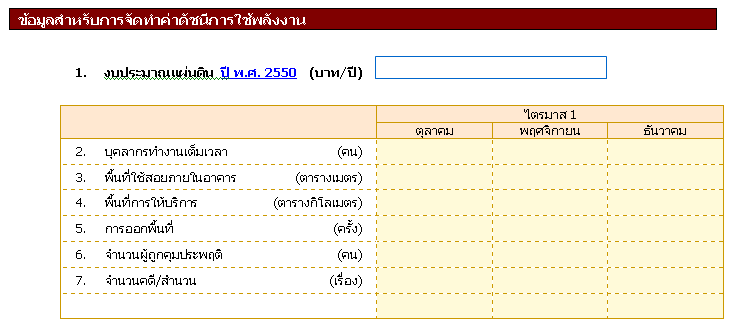 ข้อมูลสำหรับการจัดทำค่าดัชนีการใช้พลังงาน
1. งบประมาณแผ่นดิน ปี พ.ศ. 2550 (บาท/ปี)
ไตรมาส 1
ตุลาคม พฤศจิกายน ธันวาคม
2. บุคลากรทำงานเต็มเวลา (คน)
3. พื้นที่ใช้สอยภายในอาคาร (ตารางเมตร)
4. พื้นที่การให้บริการ (ตารางกิโลเมตร)
5. การออกพื้นที่ (ครั้ง)
6. จำนวนผู้ถูกคุมประพฤติ (คน)
7. จำนวนคดี/สำนวน (เรื่อง)